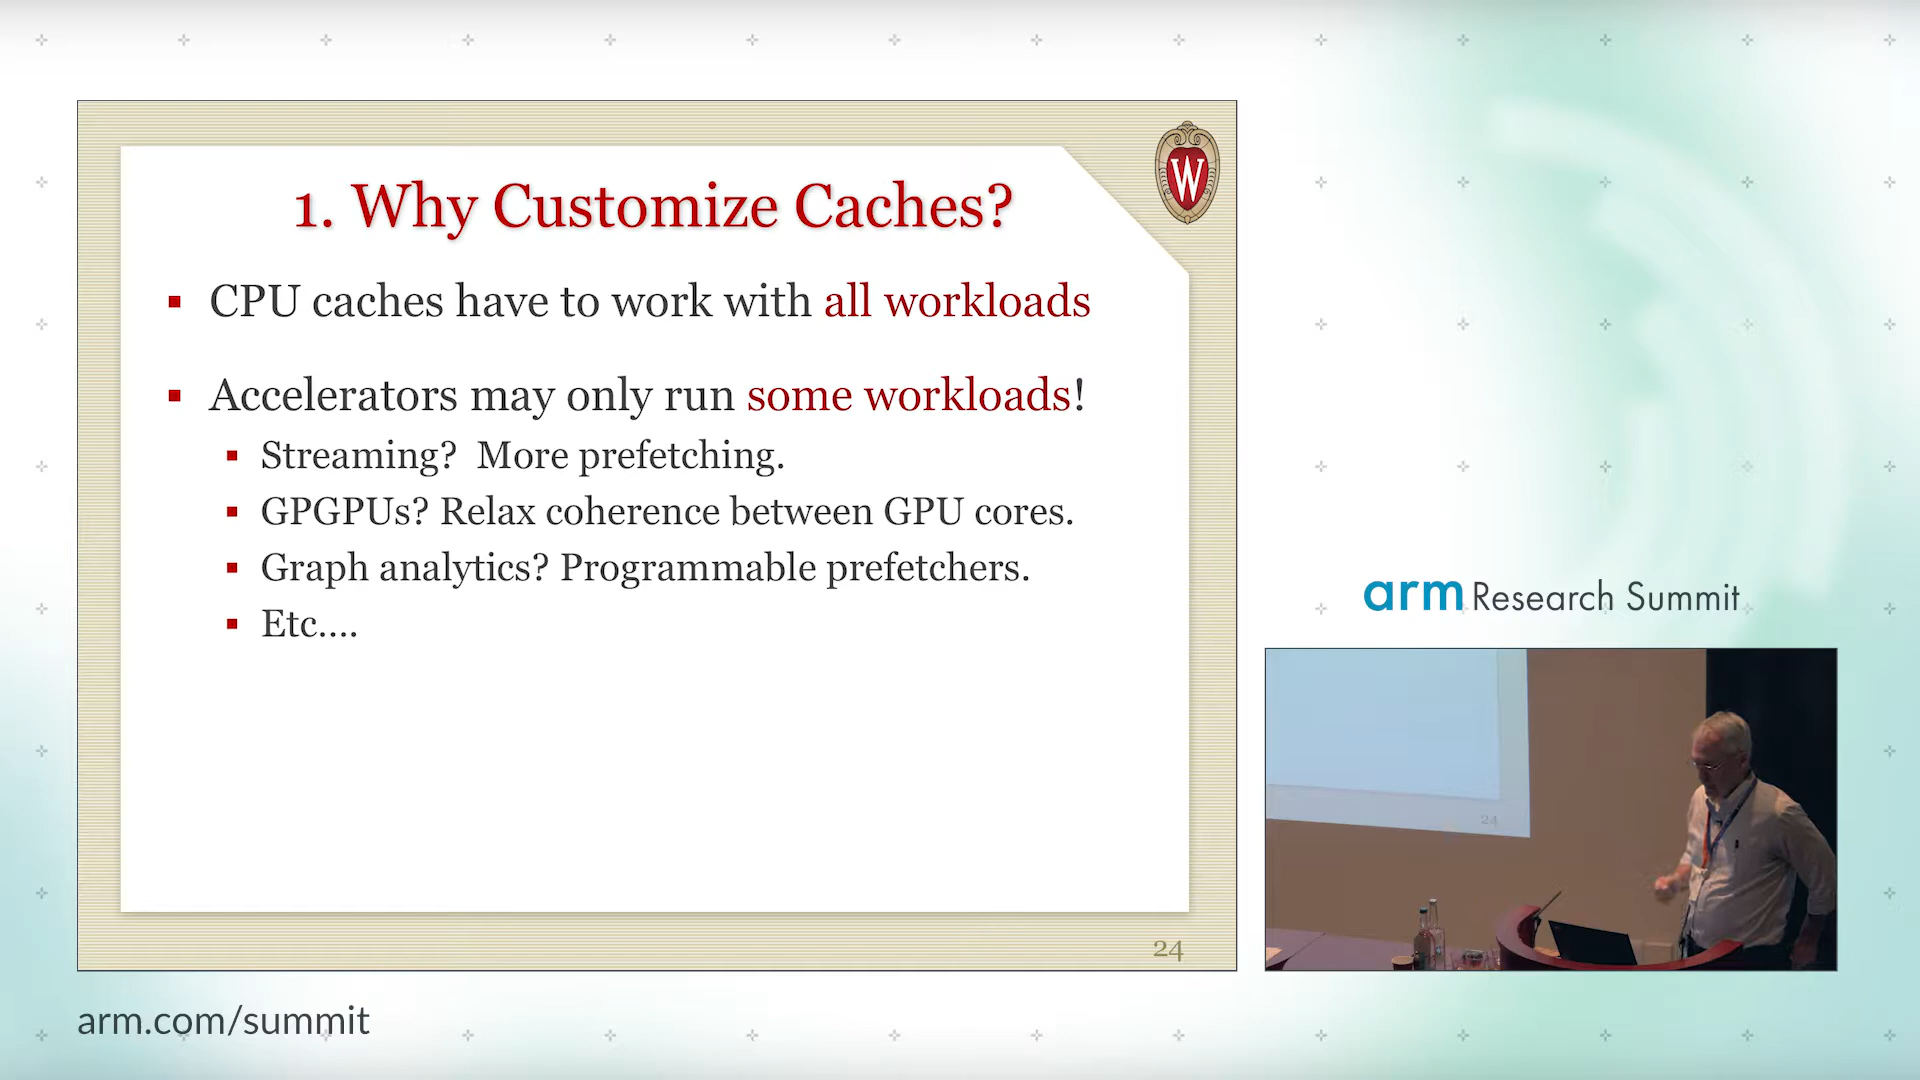 W
1. Why Customize Caches?
▪ CPU caches have to work with all workloads
▪ Accelerators may only run some workloads!
▪ Streaming?  More prefetching.
▪ GPGPUs? Relax coherence between GPU cores.
▪ Graph analytics? Programmable prefetchers.
▪ Etc....
24
arm Research Summit
24
arm.com/summit